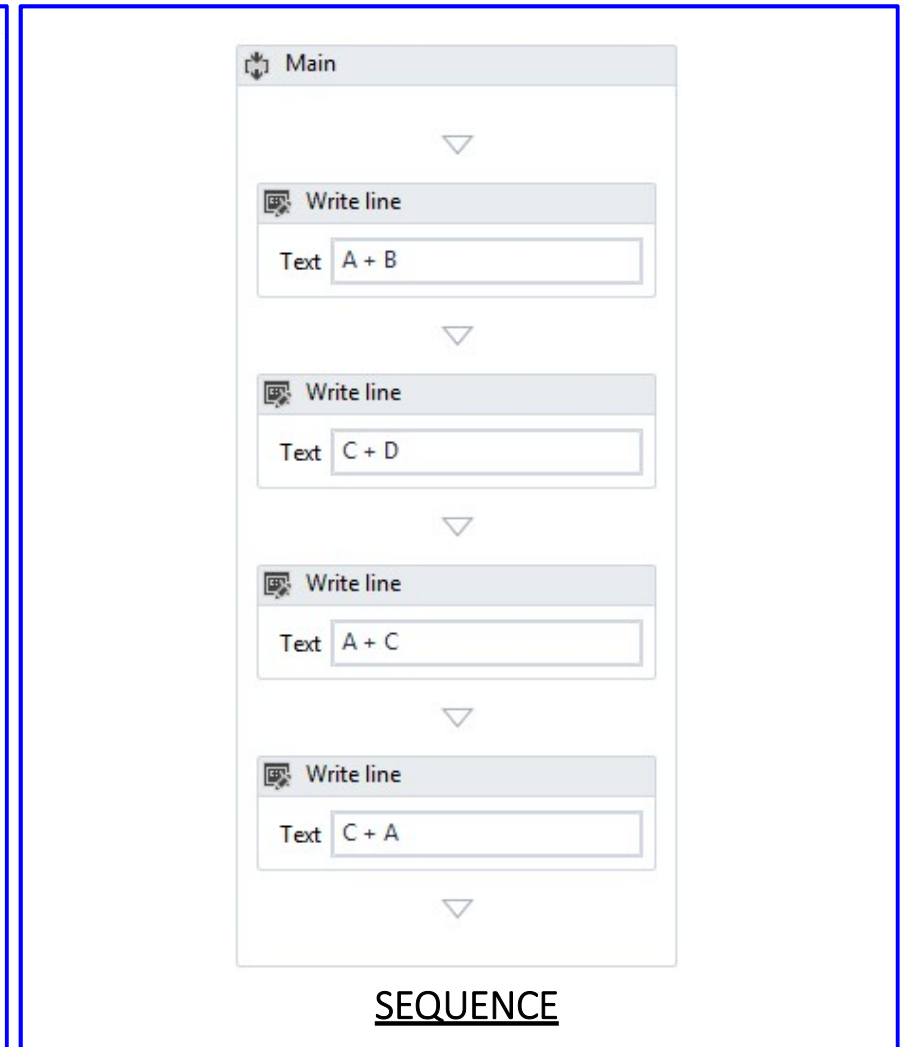 Main
Write line
Text A + B
Write line
Text C + D
Write line
Text A + C
Write line
Text C + A
SEQUENCE